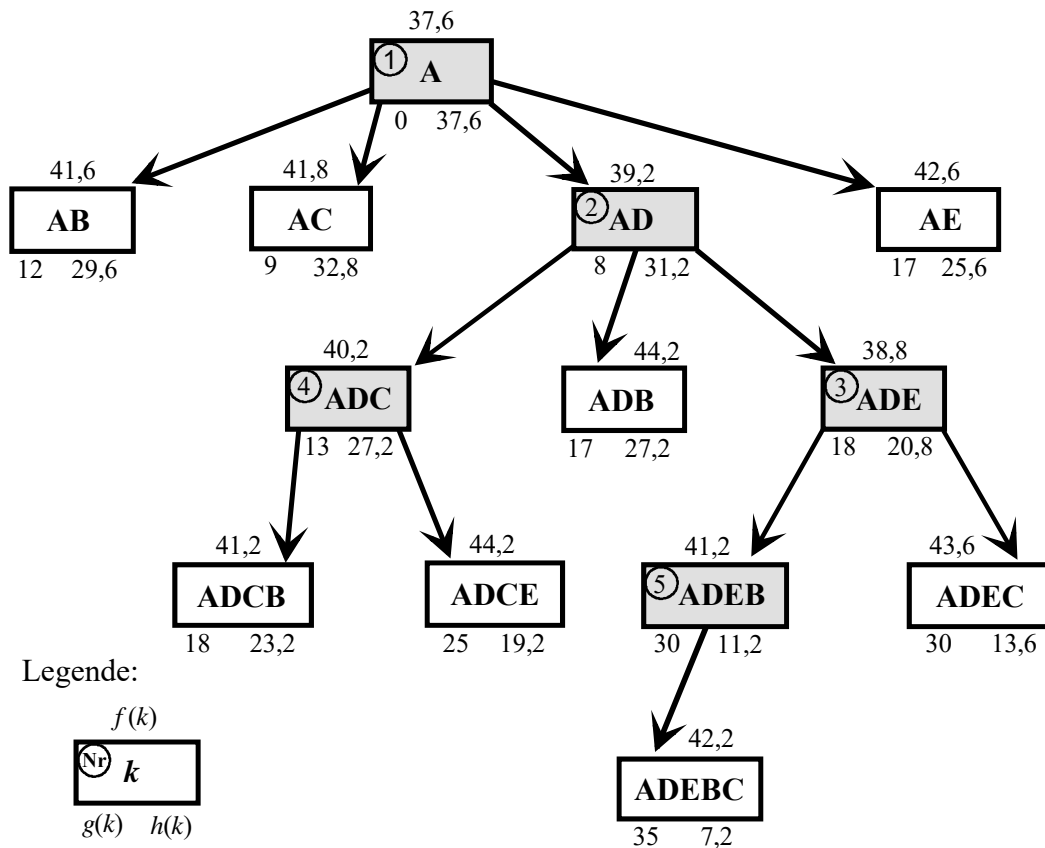 37,6
1 A
0 37,6
41,6 41,8 39,2 42,6
AB AC 2 AD AE
12 29,6 9 32,8 8 31,2 17 25,6
40,2 44,2 38,8
4 ADC ADB 3 ADE
13 27,2 17 27,2 18 20,8
41,2 44,2 41,2 43,6
ADCB ADCE 5 ADEB ADEC
18 23,2 25 19,2 30 11,2 30 13,6
Legende:
f(k)
Nr k
g(k) h(k)
42,2
ADEBC
35 7,2